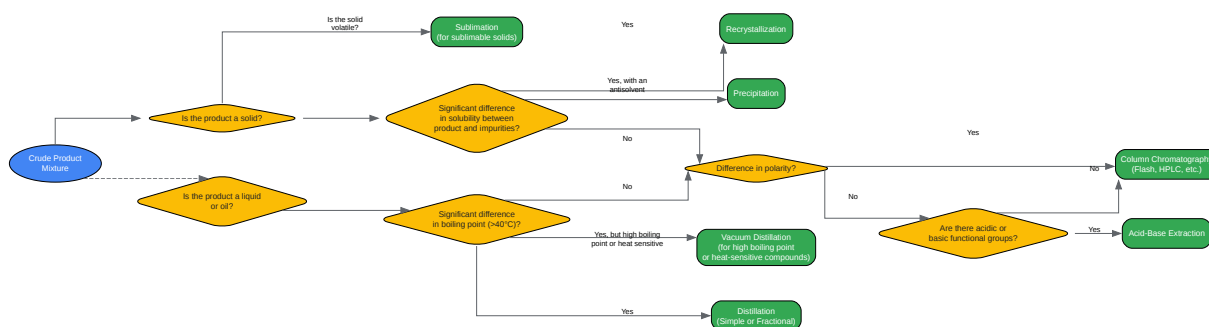 Is the solid
volatile?
Sublimation
(for sublimable solids)
Yes
Recrystallization
Yes, with an
antisolvent
Precipitation
Is the product a solid?
Significant difference
in solubility between
product and impurities?
No
Yes
Crude Product
Mixture
Difference in polarity?
Column Chromatograph
(Flash, HPLC, etc.)
No
Is the product a liquid
or oil?
No
No
Significant difference
in boiling point (>40°C)?
Yes, but high boiling
point or heat sensitive
Vacuum Distillation
(for high boiling point
or heat-sensitive compounds)
Are there acidic or
basic functional groups?
Yes
Acid-Base Extraction
Yes
Distillation
(Simple or Fractional)